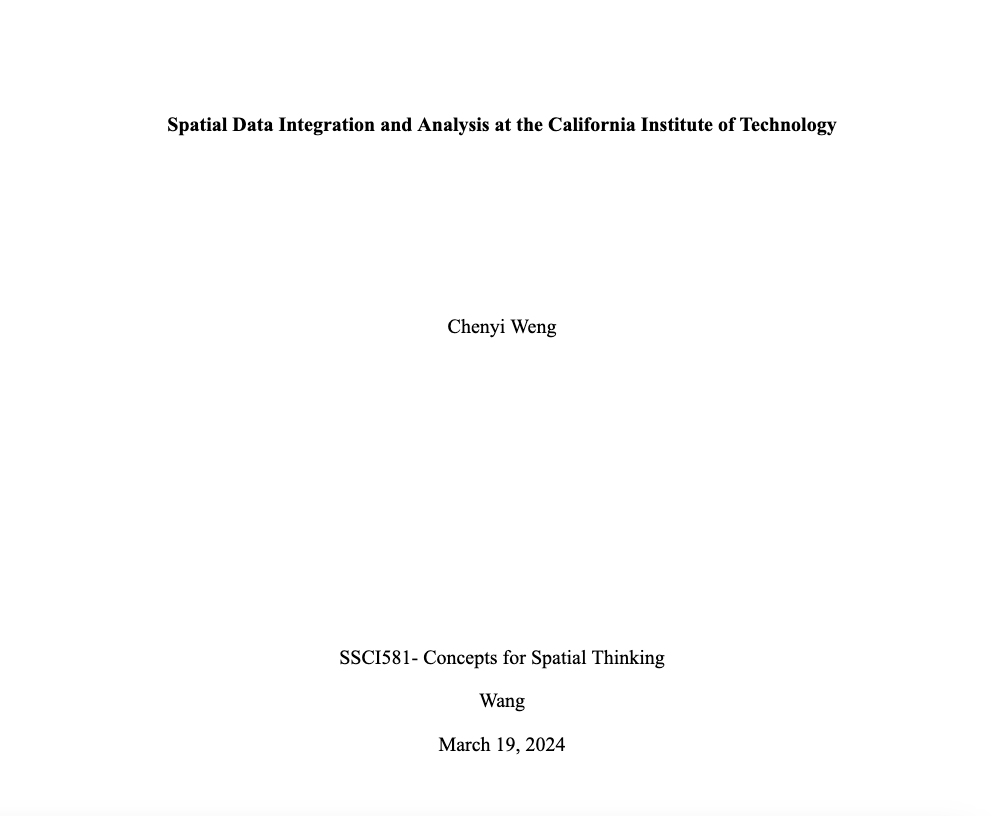 Spatial Data Integration and Analysis at the California Institute of Technology
Chenyi Weng
SSCI581- Concepts for Spatial Thinking
Wang
March 19, 2024